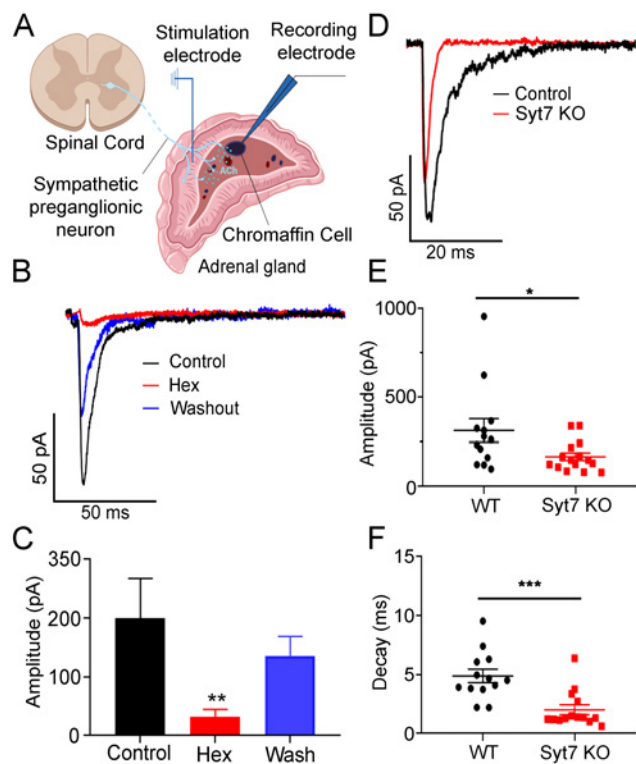 A
Stimulation
electrode
Recording
electrode
Spinal Cord
Sympathetic
preganglionic
neuron
ACh
Chromaffin Cell
Adrenal gland
B
Control
Hex
Washout
50 pA
50 ms
C
Amplitude (pA)
350
200
100
0
**
Control
Hex
Wash
D
Control
Syt7 KO
50 pA
20 ms
E
Amplitude (pA)
1000
500
0
*
WT
Syt7 KO
F
Decay (ms)
15
10
5
0
***
WT
Syt7 KO